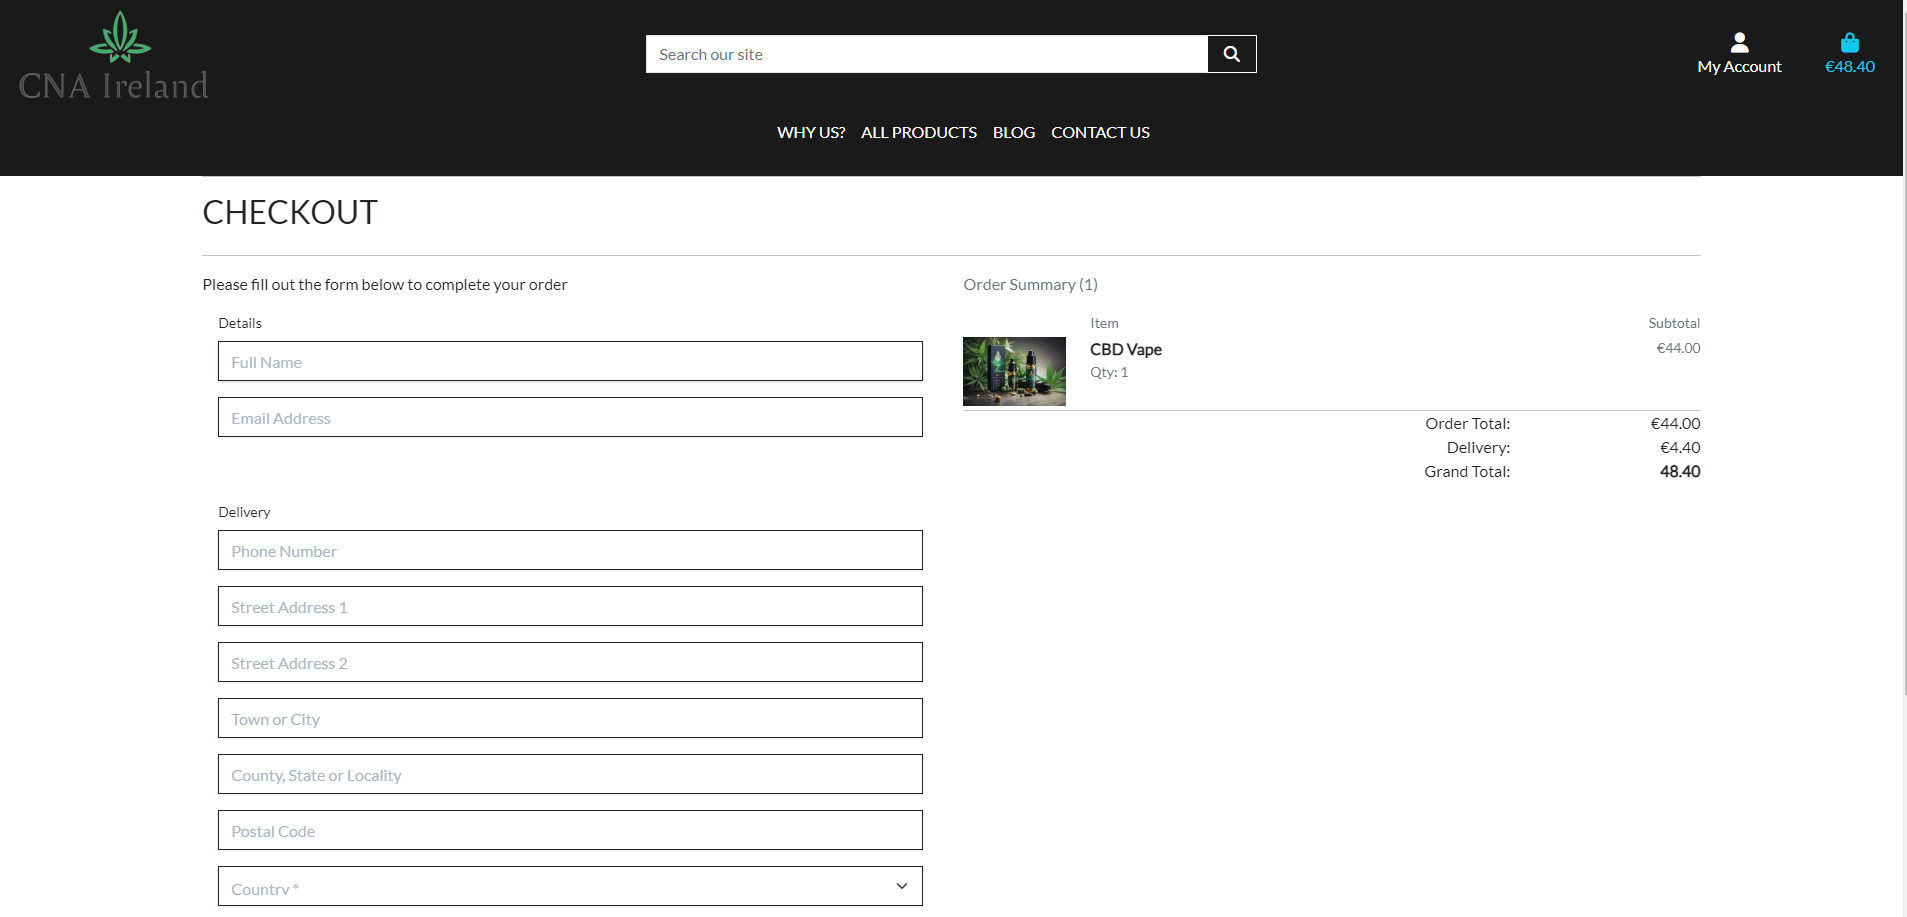 CNA Ireland
Search our site
My Account
€48.40
WHY US? ALL PRODUCTS BLOG CONTACT US
CHECKOUT
Please fill out the form below to complete your order
Details
Full Name
Email Address
Delivery
Phone Number
Street Address 1
Street Address 2
Town or City
County, State or Locality
Postal Code
Country *
Order Summary (1)
Item Subtotal
CBD Vape €44.00
Qty: 1
Order Total: €44.00
Delivery: €4.40
Grand Total: 48.40